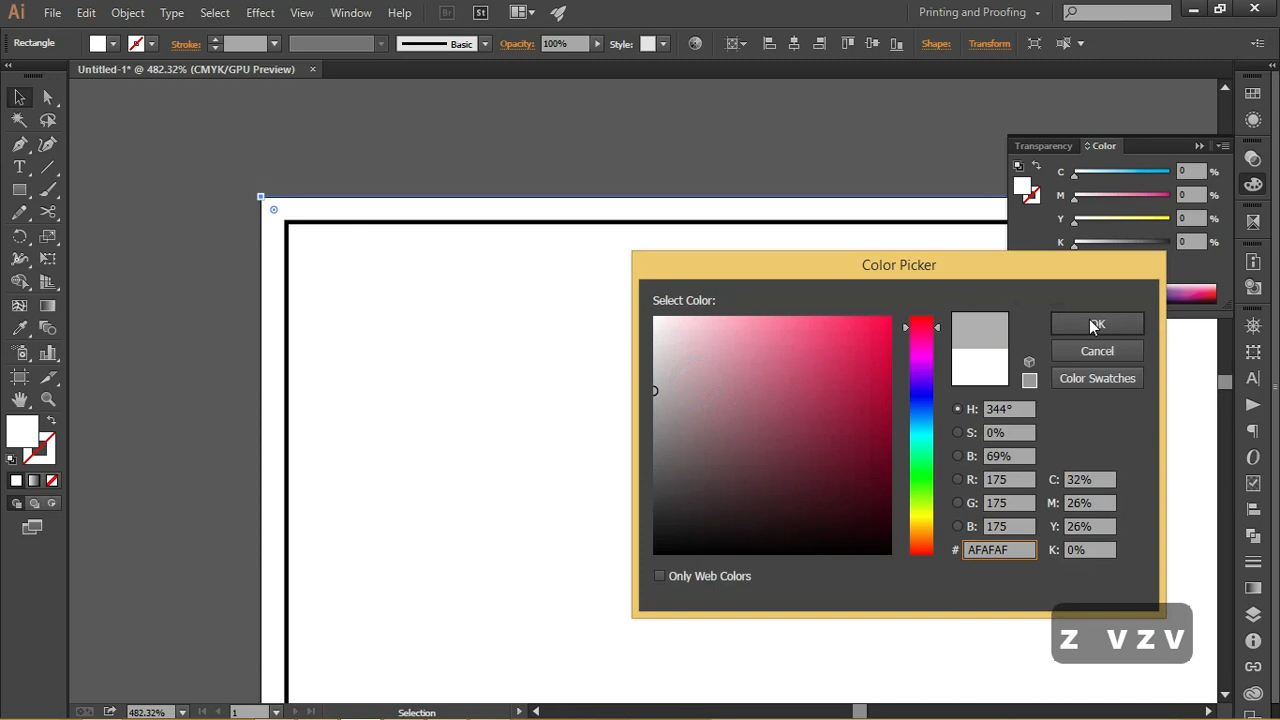 Ai File Edit Object Type Select Effect View Window Help Br St Printing and Proofing
Rectangle Stroke: Basic Opacity: 100% Style: Shape: Transform
Untitled-1* @ 482.32% (CMYK/GPU Preview) ×
Transparency Color
C 0 %
M 0 %
Y 0 %
K 0 %
Color Picker
Select Color:
OK
Cancel
Color Swatches
H: 344°
S: 0%
B: 69%
R: 175 C: 32%
G: 175 M: 26%
B: 175 Y: 26%
# AFAFAF K: 0%
Only Web Colors
z v z v
482.32% 1 Selection